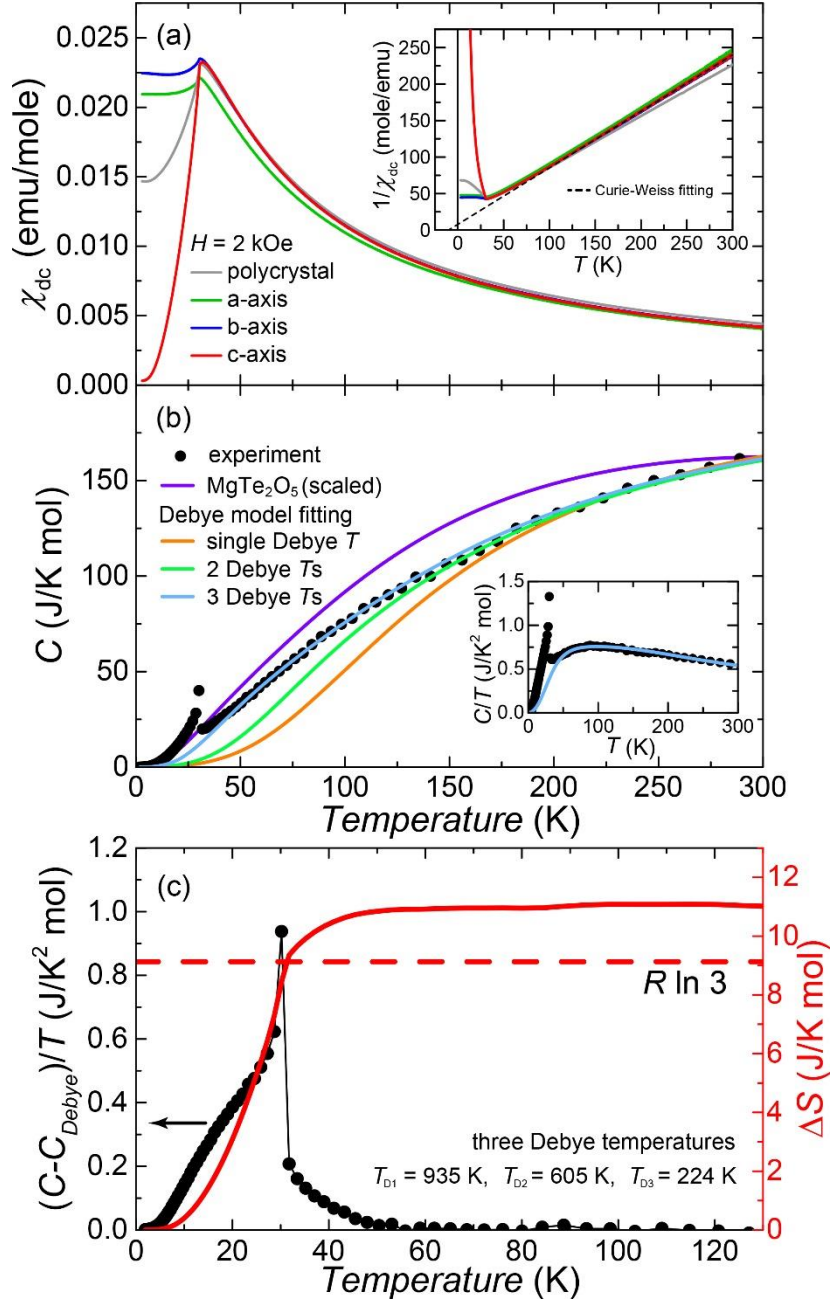 (a)
0.025
0.020
0.015
0.010
0.005
0.000
χdc (emu/mole)
H = 2 kOe
polycrystal
a-axis
b-axis
c-axis
250
200
150
100
50
0
1/χdc (mole/emu)
Curie-Weiss fitting
0 50 100 150 200 250 300
T (K)
(b)
150
100
50
0
C (J/K mol)
experiment
MgTe₂O₅ (scaled)
Debye model fitting
single Debye T
2 Debye Ts
3 Debye Ts
1.5
1.0
0.5
0.0
C/T (J/K² mol)
0 100 200 300
T (K)
0 50 100 150 200 250 300
Temperature (K)
(c)
1.2
1.0
0.8
0.6
0.4
0.2
0.0
(C-CDebye)/T (J/K² mol)
R ln 3
three Debye temperatures
TD1 = 935 K, TD2 = 605 K, TD3 = 224 K
12
10
8
6
4
2
0
ΔS (J/K mol)
0 20 40 60 80 100 120
Temperature (K)